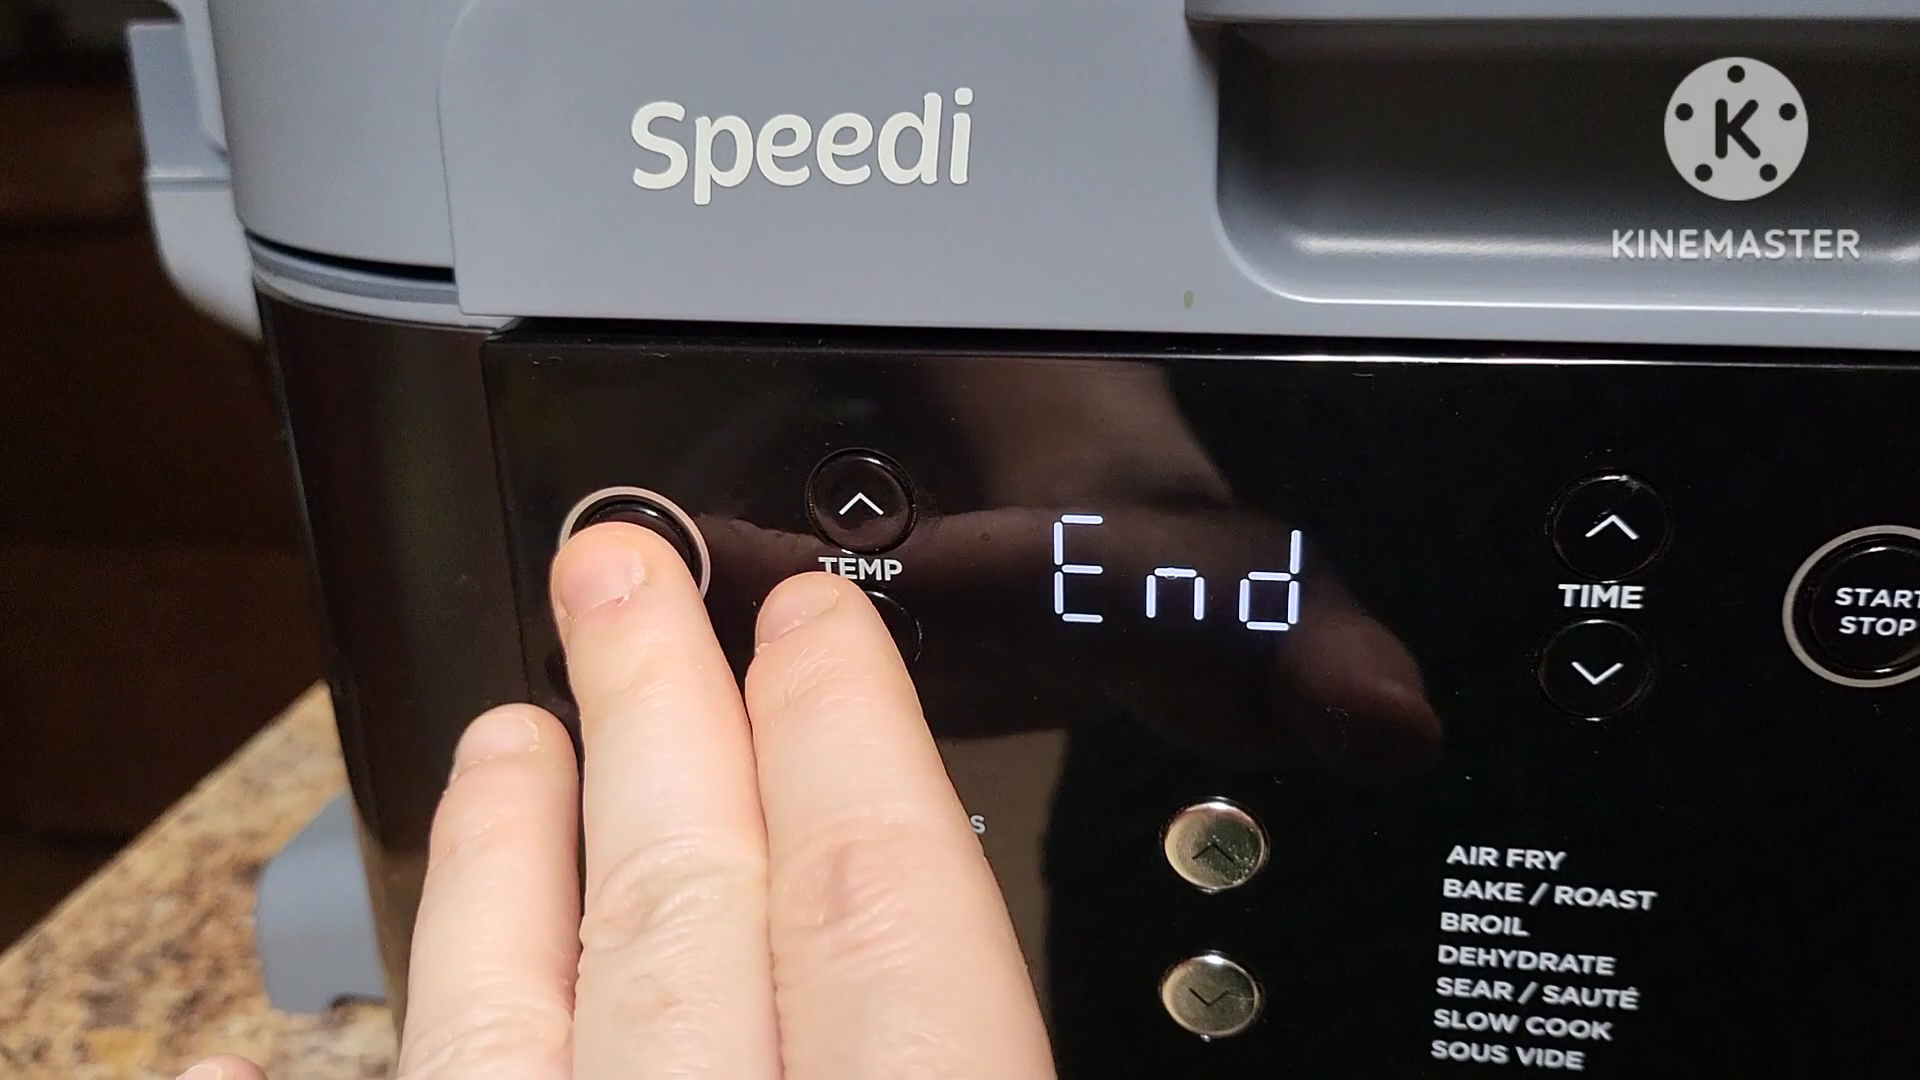 Speedi
K
KINEMASTER
TEMP
End
TIME
START
STOP
S
AIR FRY
BAKE / ROAST
BROIL
DEHYDRATE
SEAR / SAUTÉ
SLOW COOK
SOUS VIDE